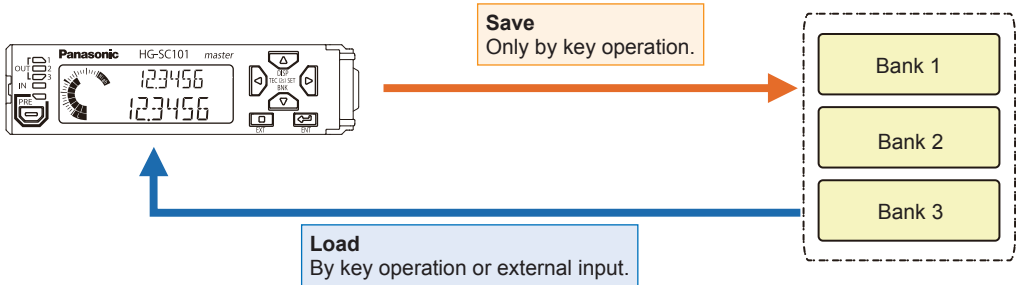 Save
Only by key operation.
Panasonic HG-SC101 master
OUT 1
2
3
IN
PRE
12.3456
12.3456
DISP
TEC (2s) SET
BNK
EXT ENT
Bank 1
Bank 2
Bank 3
Load
By key operation or external input.